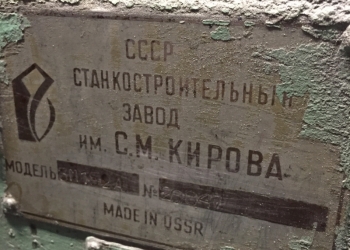 СССР
СТАНКОСТРОИТЕЛЬНЫЙ
ЗАВОД
ИМ. С.М. КИРОВА
МОДЕЛЬ №
MADE IN USSR